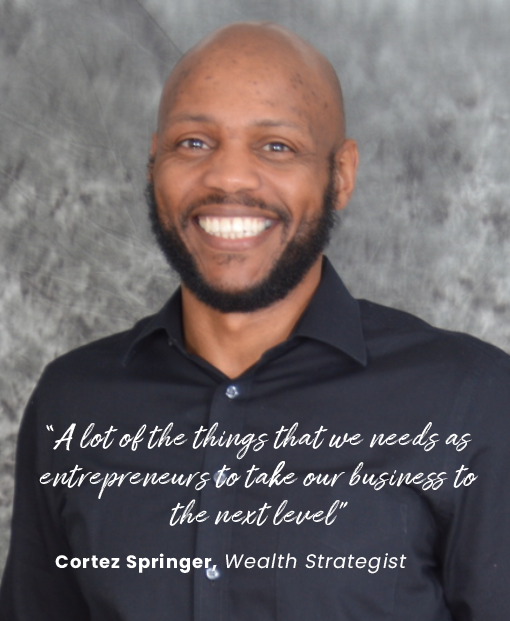 “A lot of the things that we needs as
entrepreneurs to take our business to
the next level”
Cortez Springer, Wealth Strategist